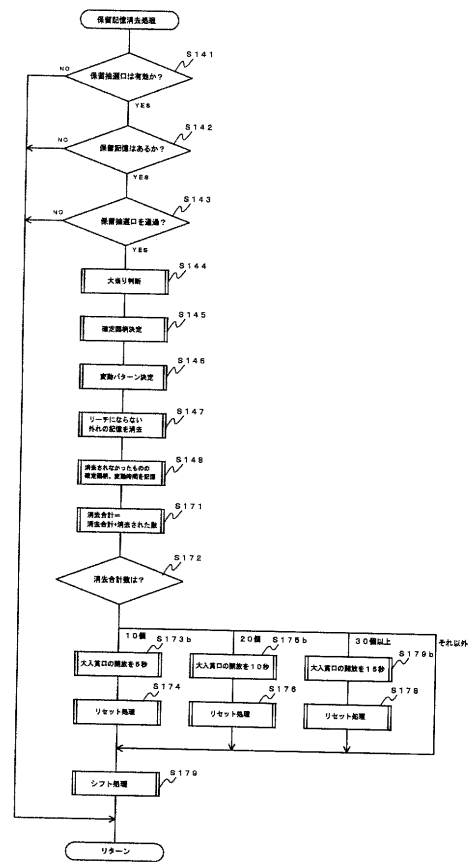 保留記憶消去処理
S141
保留抽選口は有効か?
NO
YES
S142
保留記憶はあるか?
NO
YES
S143
保留抽選口を通過?
NO
YES
S144
大当り判断
S145
確定図柄決定
S146
変動パターン決定
S147
リーチにならない
外れの記憶を消去
S148
消去されなかったものの
確定図柄、変動時間を記憶
S171
消去合計=
消去合計+消去された数
S172
消去合計数は?
10個
20個
30個以上
それ以外
S173b
大入賞口の開放を5秒
S175b
大入賞口の開放を10秒
S179b
大入賞口の開放を15秒
S174
リセット処理
S176
リセット処理
S178
リセット処理
S179
シフト処理
リターン